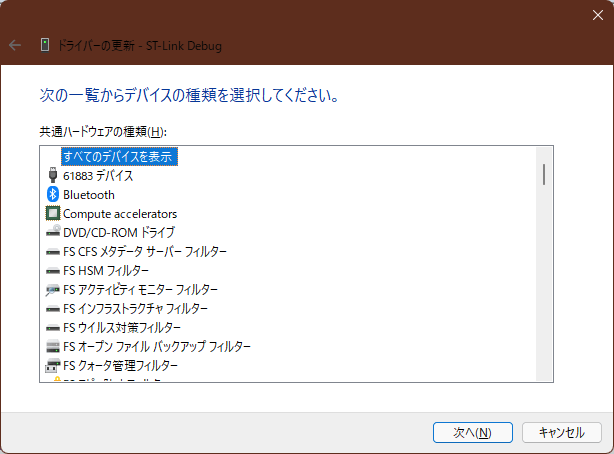 ドライバーの更新 - ST-Link Debug
次の一覧からデバイスの種類を選択してください。
共通ハードウェアの種類(H):
すべてのデバイスを表示
61883 デバイス
Bluetooth
Compute accelerators
DVD/CD-ROM ドライブ
FS CFS メタデータ サーバー フィルター
FS HSM フィルター
FS アクティビティ モニター フィルター
FS インフラストラクチャ フィルター
FS ウイルス対策フィルター
FS オープン ファイル バックアップ フィルター
FS クォータ管理フィルター
次へ(N)
キャンセル